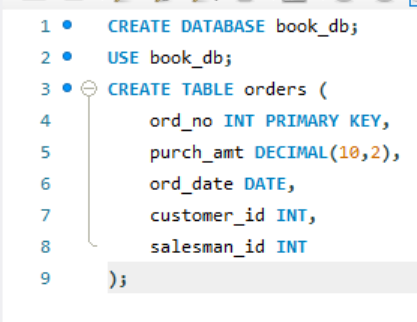 1 CREATE DATABASE book_db;
2 USE book_db;
3 CREATE TABLE orders (
4 ord_no INT PRIMARY KEY,
5 purch_amt DECIMAL(10,2),
6 ord_date DATE,
7 customer_id INT,
8 salesman_id INT
9 );